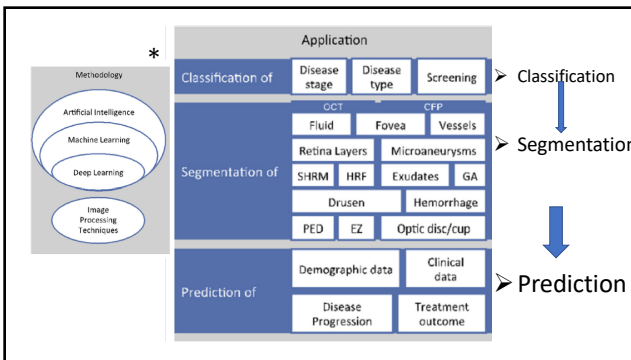 *
Methodology
Artificial Intelligence
Machine Learning
Deep Learning
Image
Processing
Techniques
Application
Classification of
Disease
stage
Disease
type
Screening
Segmentation of
OCT
CFP
Fluid
Fovea
Vessels
Retina Layers
Microaneurysms
SHRM
HRF
Exudates
GA
Drusen
Hemorrhage
PED
EZ
Optic disc/cup
Prediction of
Demographic data
Clinical
data
Disease
Progression
Treatment
outcome
➢ Classification
➢ Segmentation
➢ Prediction